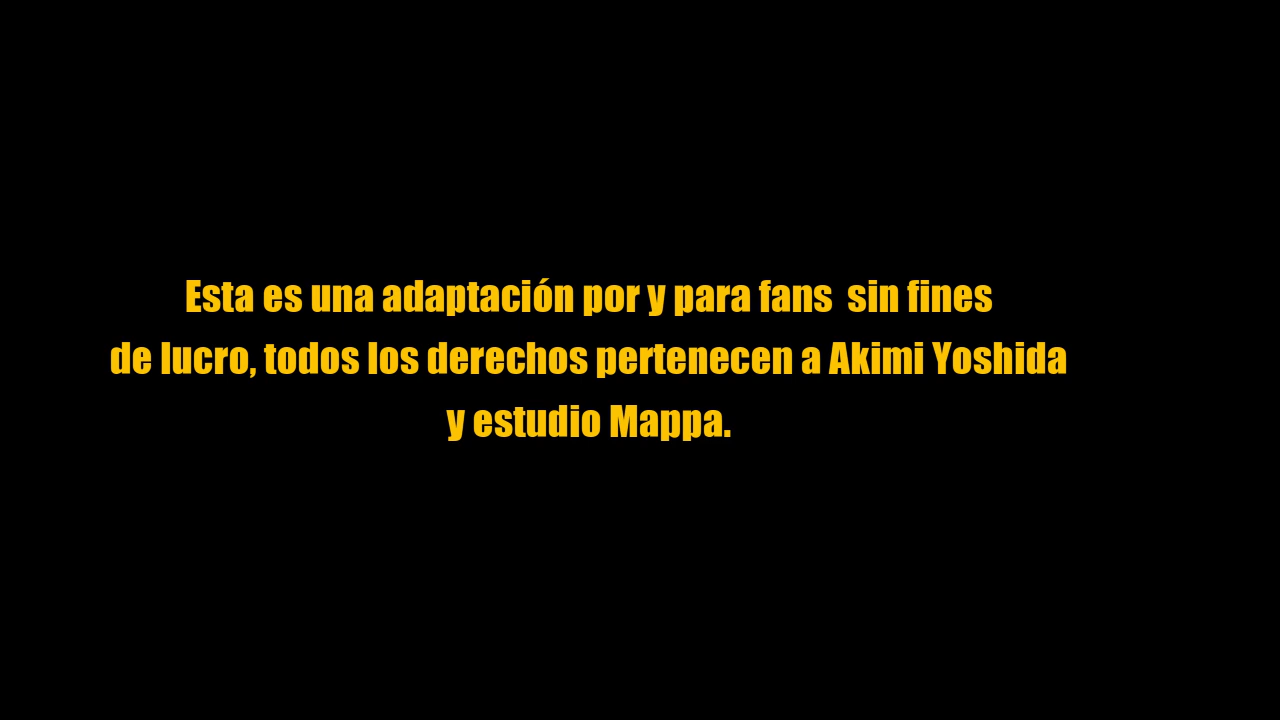 Esta es una adaptación por y para fans  sin fines
de lucro, todos los derechos pertenecen a Akimi Yoshida
y estudio Mappa.